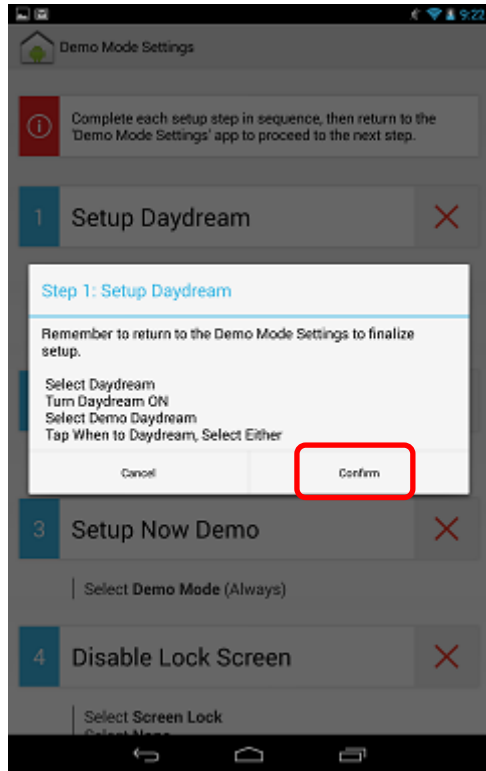 9:22
Demo Mode Settings
Complete each setup step in sequence, then return to the
'Demo Mode Settings' app to proceed to the next step.
1
Setup Daydream
Step 1: Setup Daydream
Remember to return to the Demo Mode Settings to finalize
setup.
Select Daydream
Turn Daydream ON
Select Demo Daydream
Tap When to Daydream, Select Either
Cancel
Confirm
3
Setup Now Demo
Select Demo Mode (Always)
4
Disable Lock Screen
Select Screen Lock
Select None